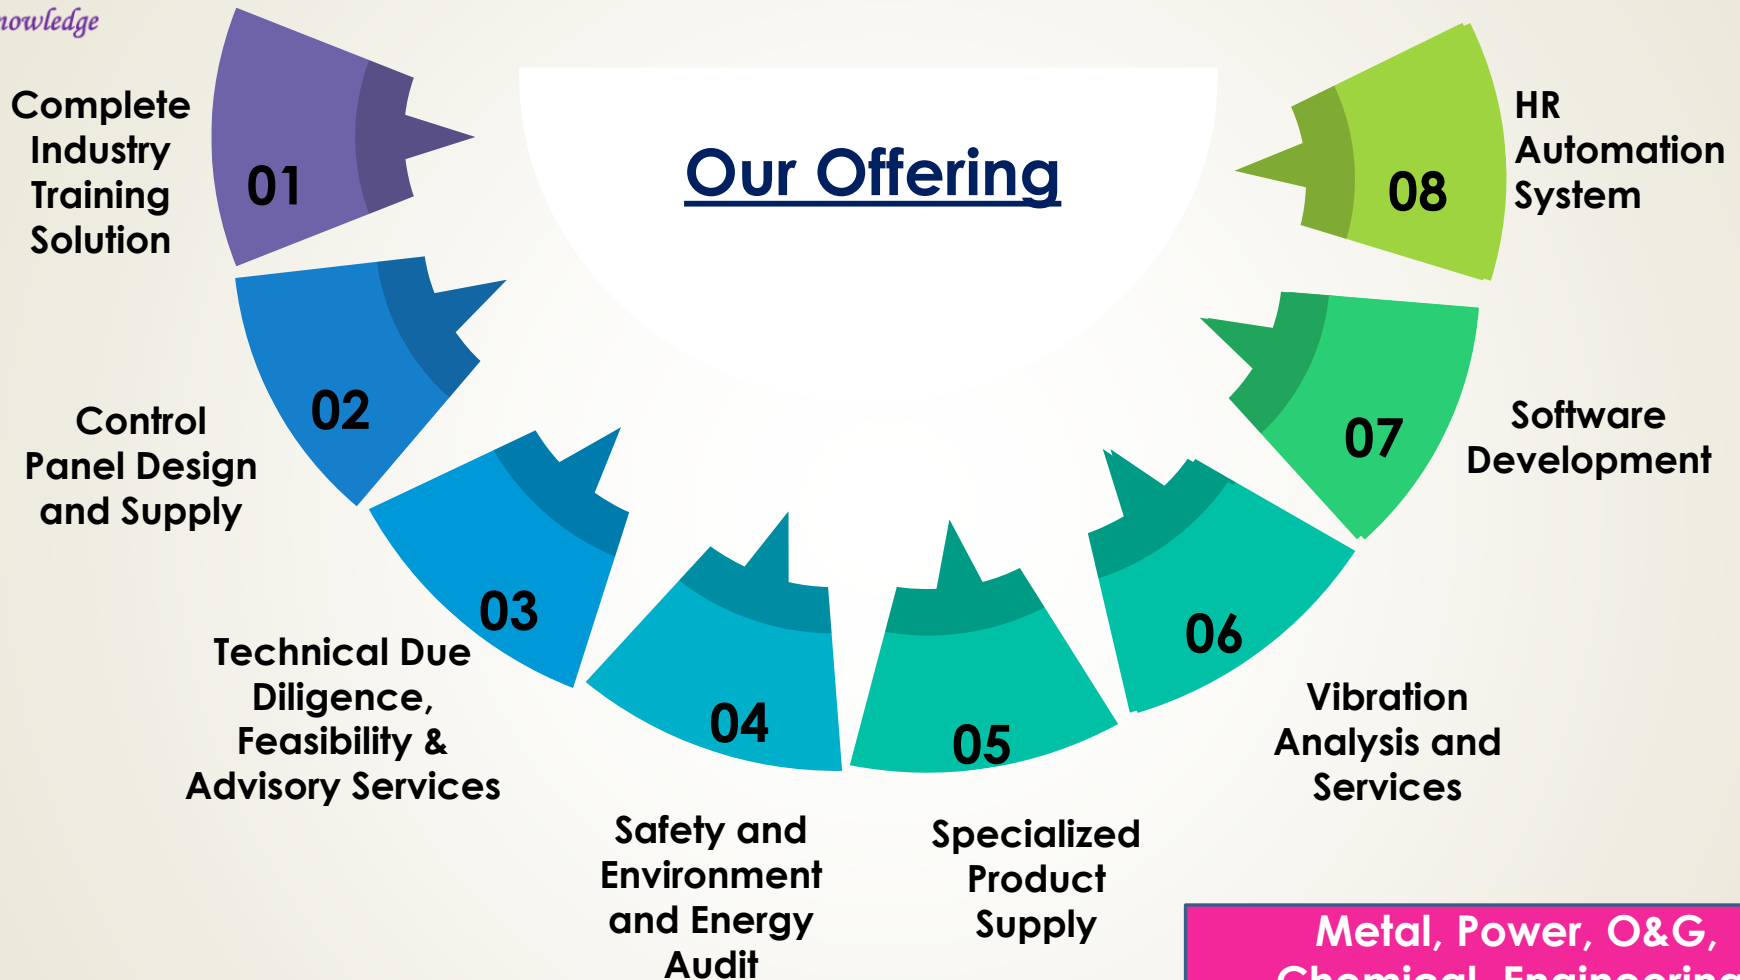 Our Offering
01
Complete
Industry
Training
Solution
02
Control
Panel Design
and Supply
03
Technical Due
Diligence,
Feasibility &
Advisory Services
04
Safety and
Environment
and Energy
Audit
05
Specialized
Product
Supply
06
Vibration
Analysis and
Services
07
Software
Development
08
HR
Automation
System
Metal, Power, O&G,
Chemical, Engineering